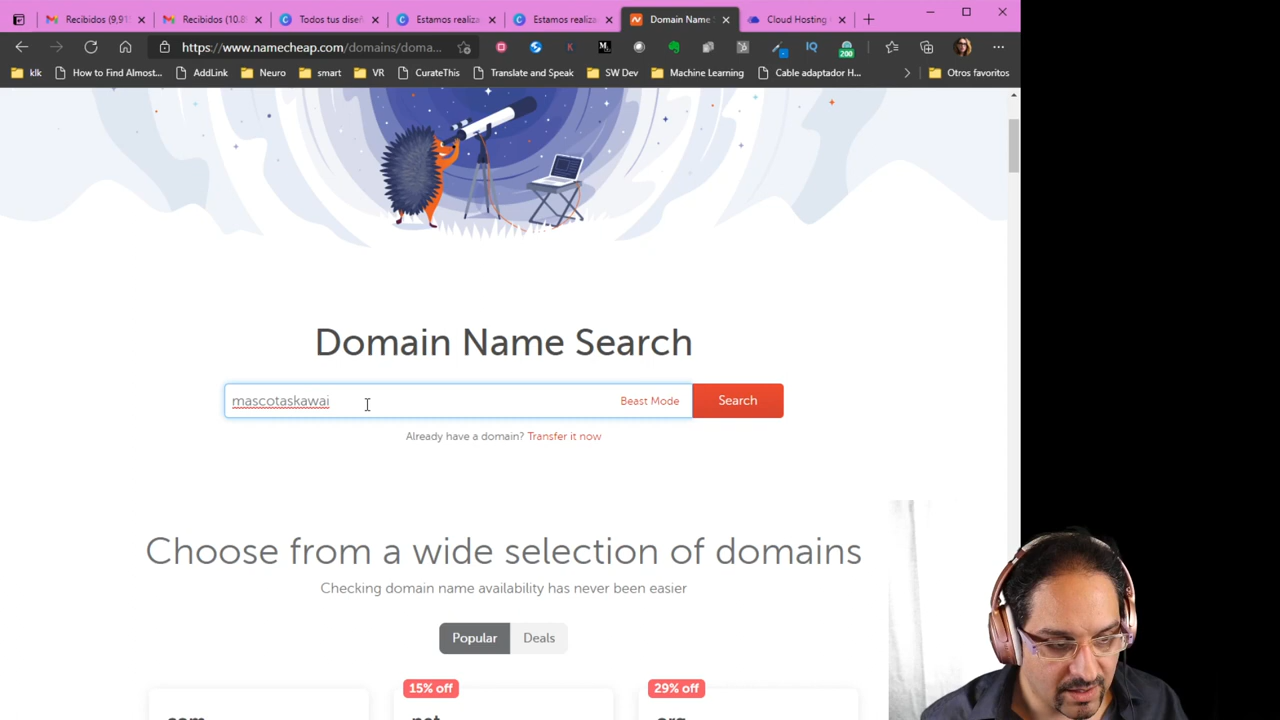 Recibidos (9,91
Recibidos (10.8
Todos tus diseñ
Estamos realiza
Estamos realiza
Domain Name
Cloud Hosting
https://www.namecheap.com/domains/doma...
200
klk
How to Find Almost...
AddLink
Neuro
smart
VR
CurateThis
Translate and Speak
SW Dev
Machine Learning
Cable adaptador H...
Otros favoritos
Domain Name Search
mascotaskawai
Beast Mode
Search
Already have a domain? Transfer it now
Choose from a wide selection of domains
Checking domain name availability has never been easier
Popular
Deals
15% off
29% off
.com
.net
.org